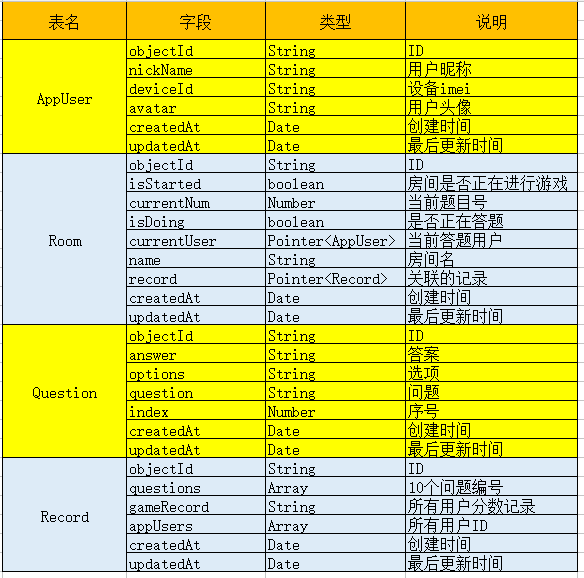 表名 字段 类型 说明
AppUser
objectId String ID
nickName String 用户昵称
deviceId String 设备imei
avatar String 用户头像
createdAt Date 创建时间
updatedAt Date 最后更新时间
Room
objectId String ID
isStarted boolean 房间是否正在进行游戏
currentNum Number 当前题目号
isDoing boolean 是否正在答题
currentUser Pointer<AppUser> 当前答题用户
name String 房间名
record Pointer<Record> 关联的记录
createdAt Date 创建时间
updatedAt Date 最后更新时间
Question
objectId String ID
answer String 答案
options String 选项
question String 问题
index Number 序号
createdAt Date 创建时间
updatedAt Date 最后更新时间
Record
objectId String ID
questions Array 10个问题编号
gameRecord String 所有用户分数记录
appUsers Array 所有用户ID
createdAt Date 创建时间
updatedAt Date 最后更新时间